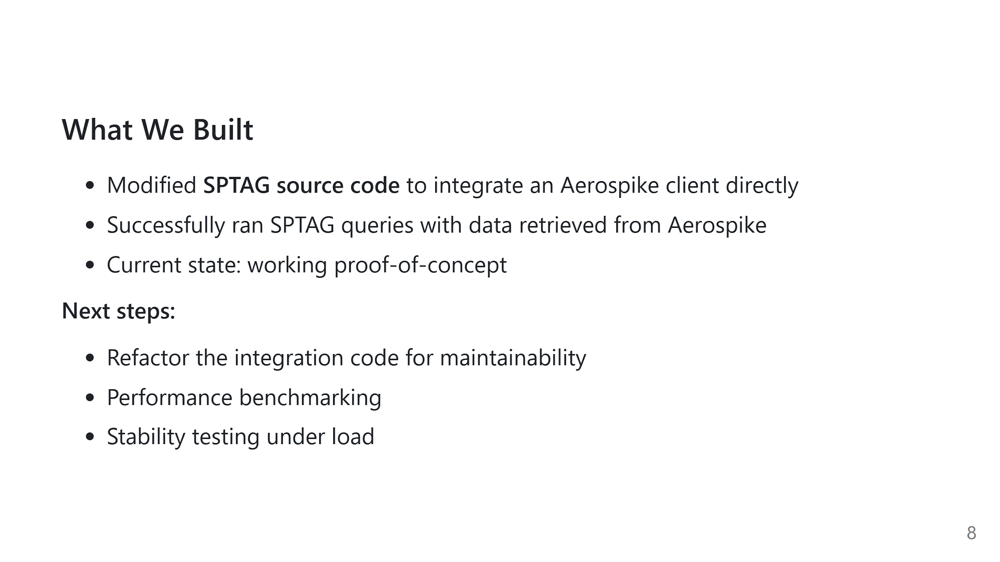 What We Built
• Modified SPTAG source code to integrate an Aerospike client directly
• Successfully ran SPTAG queries with data retrieved from Aerospike
• Current state: working proof-of-concept
Next steps:
• Refactor the integration code for maintainability
• Performance benchmarking
• Stability testing under load
8